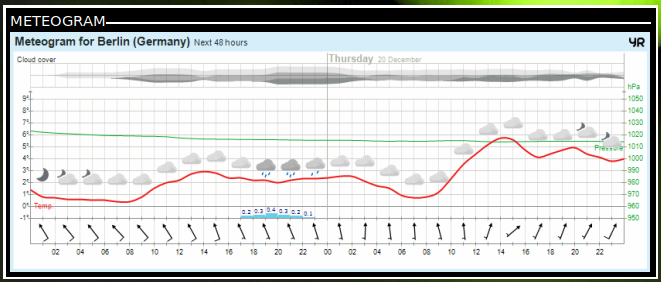 METEOGRAM
Meteogram for Berlin (Germany) Next 48 hours
YR
Cloud cover
Thursday 20 December
hPa
9° 1050
8° 1040
7° 1030
6° 1020
5° 1010
Pressure
4° 1000
3° 990
2° 980
1° 970
Temp.
0° 960
-1° 950
0.2 0.3 0.4 0.3 0.2 0.1
02 04 06 08 10 12 14 16 18 20 22 00 02 04 06 08 10 12 14 16 18 20 22